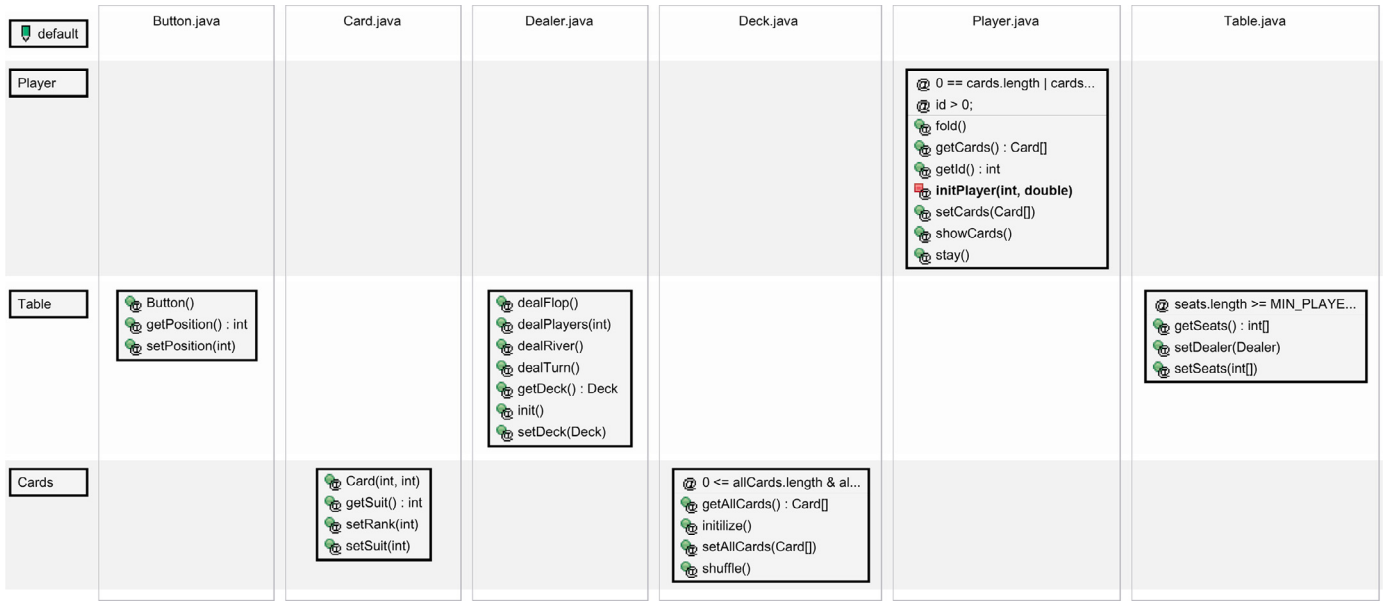 Button.java
Card.java
Dealer.java
Deck.java
Player.java
Table.java
default
Player
@ 0 == cards.length | cards...
@ id > 0;
fold()
getCards() : Card[]
getId() : int
initPlayer(int, double)
setCards(Card[])
showCards()
stay()
Table
Button()
getPosition() : int
setPosition(int)
dealFlop()
dealPlayers(int)
dealRiver()
dealTurn()
getDeck() : Deck
init()
setDeck(Deck)
@ seats.length >= MIN_PLAYE...
getSeats() : int[]
setDealer(Dealer)
setSeats(int[])
Cards
Card(int, int)
getSuit() : int
setRank(int)
setSuit(int)
@ 0 <= allCards.length & al...
getAllCards() : Card[]
initilize()
setAllCards(Card[])
shuffle()